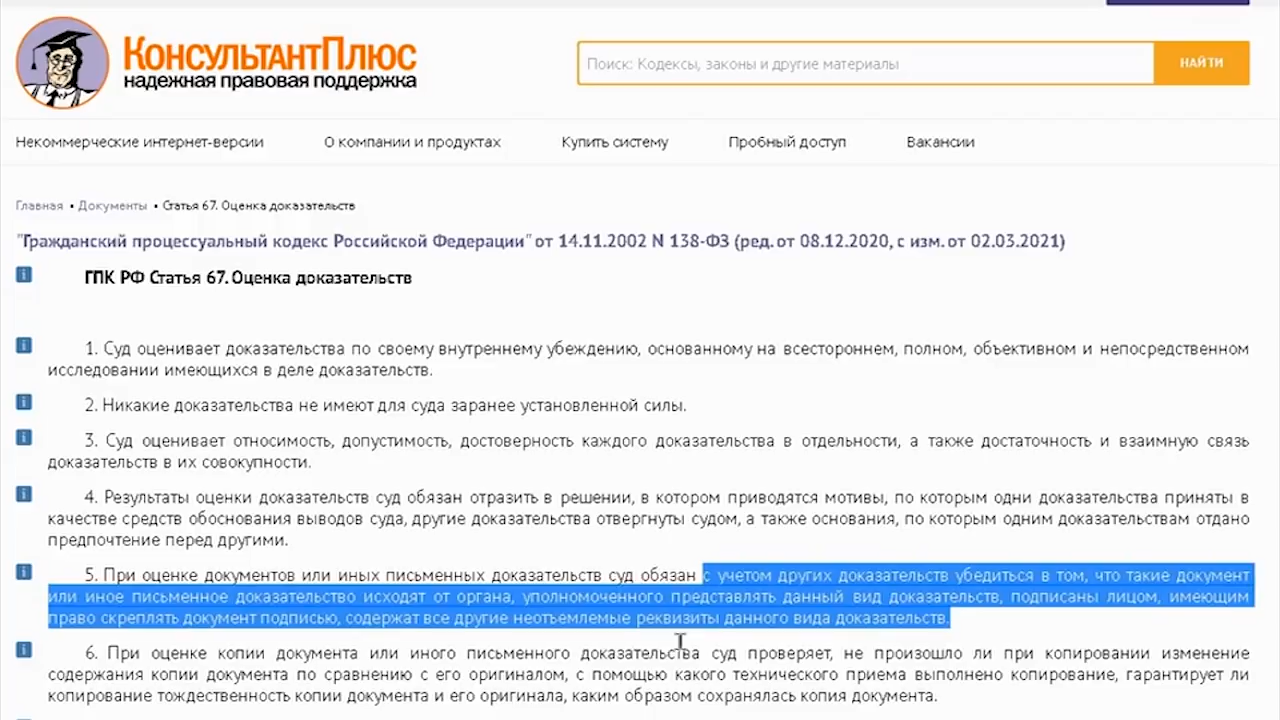 КонсультантПлюс
надежная правовая поддержка
Поиск: Кодексы, законы и другие материалы
НАЙТИ
Некоммерческие интернет-версии О компании и продуктах Купить систему Пробный доступ Вакансии
Главная • Документы • Статья 67. Оценка доказательств
"Гражданский процессуальный кодекс Российской Федерации" от 14.11.2002 N 138-ФЗ (ред. от 08.12.2020, с изм. от 02.03.2021)
ГПК РФ Статья 67. Оценка доказательств
1. Суд оценивает доказательства по своему внутреннему убеждению, основанному на всестороннем, полном, объективном и непосредственном
исследовании имеющихся в деле доказательств.
2. Никакие доказательства не имеют для суда заранее установленной силы.
3. Суд оценивает относимость, допустимость, достоверность каждого доказательства в отдельности, а также достаточность и взаимную связь
доказательств в их совокупности.
4. Результаты оценки доказательств суд обязан отразить в решении, в котором приводятся мотивы, по которым одни доказательства приняты в
качестве средств обоснования выводов суда, другие доказательства отвергнуты судом, а также основания, по которым одним доказательствам отдано
предпочтение перед другими.
5. При оценке документов или иных письменных доказательств суд обязан с учетом других доказательств убедиться в том, что такие документ
или иное письменное доказательство исходят от органа, уполномоченного представлять данный вид доказательств, подписаны лицом, имеющим
право скреплять документ подписью, содержат все другие неотъемлемые реквизиты данного вида доказательств.
6. При оценке копии документа или иного письменного доказательства суд проверяет, не произошло ли при копировании изменение
содержания копии документа по сравнению с его оригиналом, с помощью какого технического приема выполнено копирование, гарантирует ли
копирование тождественность копии документа и его оригинала, каким образом сохранялась копия документа.